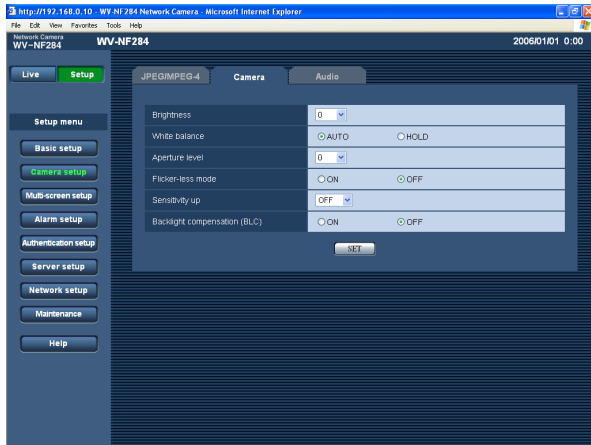 http://192.168.0.10 - WV-NF284 Network Camera - Microsoft Internet Explorer
File Edit View Favorites Tools Help
Network Camera
WV-NF284
WV-NF284
2006/01/01 0:00
Live Setup
JPEG/MPEG-4 Camera Audio
Setup menu
Basic setup
Camera setup
Multi-screen setup
Alarm setup
Authentication setup
Server setup
Network setup
Maintenance
Help
Brightness 0
White balance AUTO HOLD
Aperture level 0
Flicker-less mode ON OFF
Sensitivity up OFF
Backlight compensation (BLC) ON OFF
SET